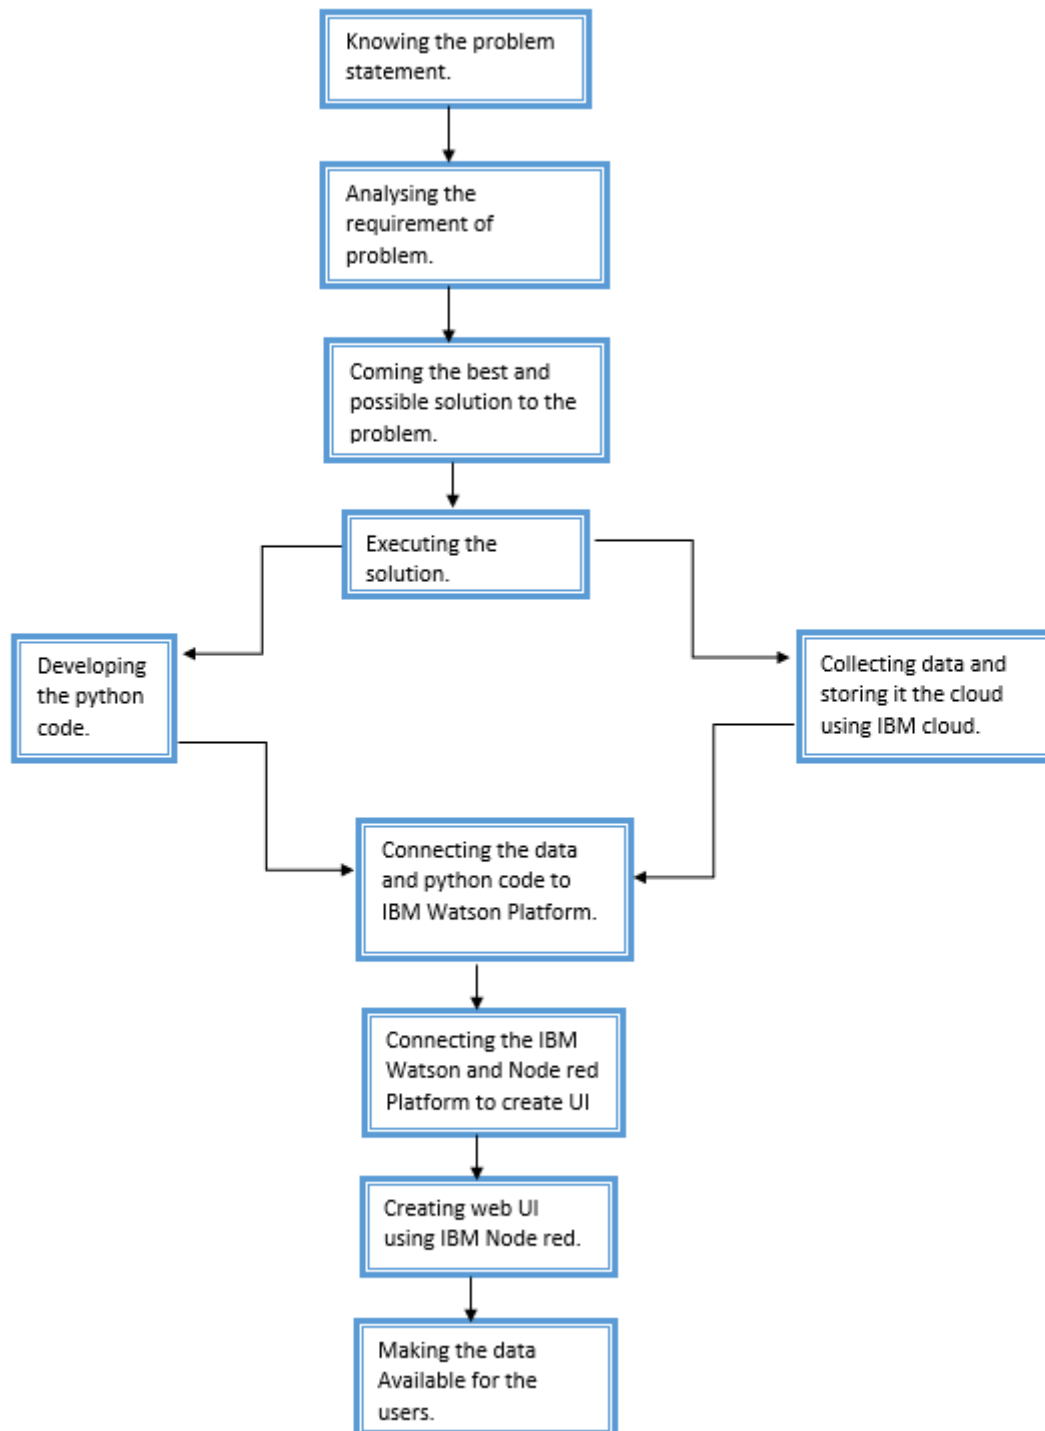 Knowing the problem
statement.
Analysing the
requirement of
problem.
Coming the best and
possible solution to the
problem.
Executing the
solution.
Developing
the python
code.
Collecting data and
storing it the cloud
using IBM cloud.
Connecting the data
and python code to
IBM Watson Platform.
Connecting the IBM
Watson and Node red
Platform to create UI
Creating web UI
using IBM Node red.
Making the data
Available for the
users.